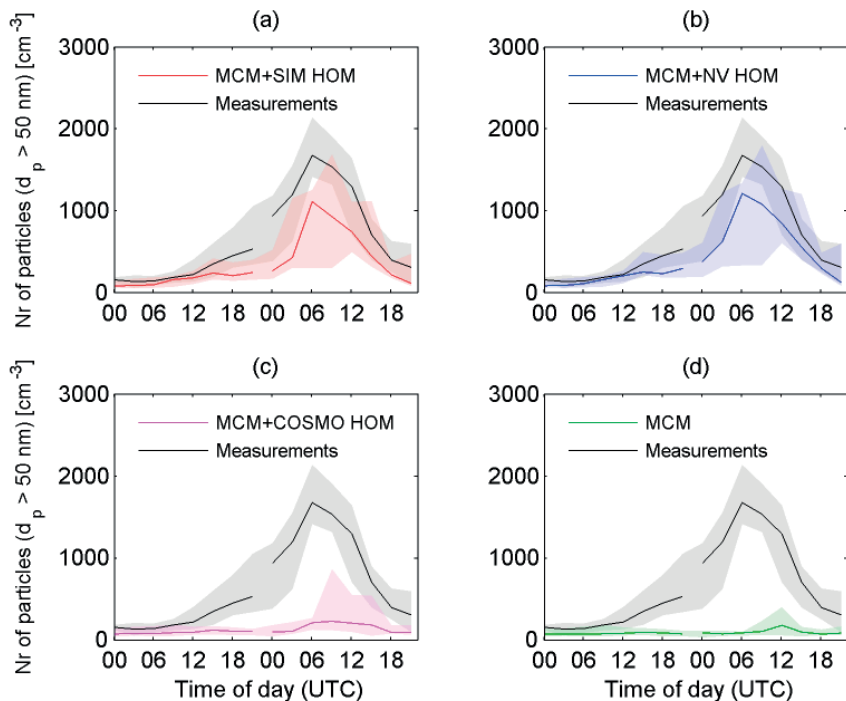 (a)
Nr of particles (d p > 50 nm) [cm-3]
3000
2000
1000
0
MCM+SIM HOM
Measurements
00 06 12 18 00 06 12 18
(b)
3000
2000
1000
0
MCM+NV HOM
Measurements
00 06 12 18 00 06 12 18
(c)
Nr of particles (d p > 50 nm) [cm-3]
3000
2000
1000
0
MCM+COSMO HOM
Measurements
00 06 12 18 00 06 12 18
Time of day (UTC)
(d)
3000
2000
1000
0
MCM
Measurements
00 06 12 18 00 06 12 18
Time of day (UTC)